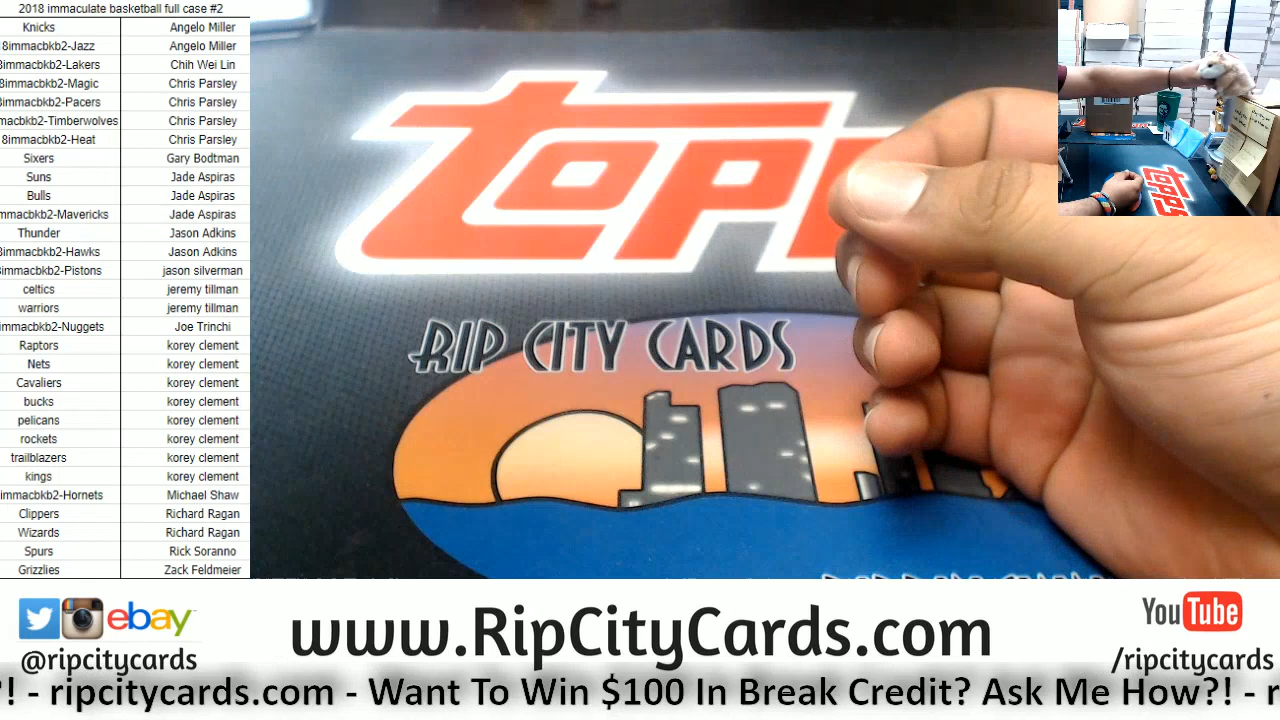 2018 immaculate basketball full case #2
Knicks Angelo Miller
8immacbkb2-Jazz Angelo Miller
8immacbkb2-Lakers Chih Wei Lin
8immacbkb2-Magic Chris Parsley
8immacbkb2-Pacers Chris Parsley
macbkb2-Timberwolves Chris Parsley
8immacbkb2-Heat Chris Parsley
Sixers Gary Bodtman
Suns Jade Aspiras
Bulls Jade Aspiras
mmacbkb2-Mavericks Jade Aspiras
Thunder Jason Adkins
8immacbkb2-Hawks Jason Adkins
8immacbkb2-Pistons jason silverman
celtics jeremy tillman
warriors jeremy tillman
immacbkb2-Nuggets Joe Trinchi
Raptors korey clement
Nets korey clement
Cavaliers korey clement
bucks korey clement
pelicans korey clement
rockets korey clement
trailblazers korey clement
kings korey clement
immacbkb2-Hornets Michael Shaw
Clippers Richard Ragan
Wizards Richard Ragan
Spurs Rick Soranno
Grizzlies Zack Feldmeier
topps
RIP CITY CARDS
topps
ebay
@ripcitycards
www.RipCityCards.com
YouTube
/ripcitycards
?! - ripcitycards.com - Want To Win $100 In Break Credit? Ask Me How?! - r